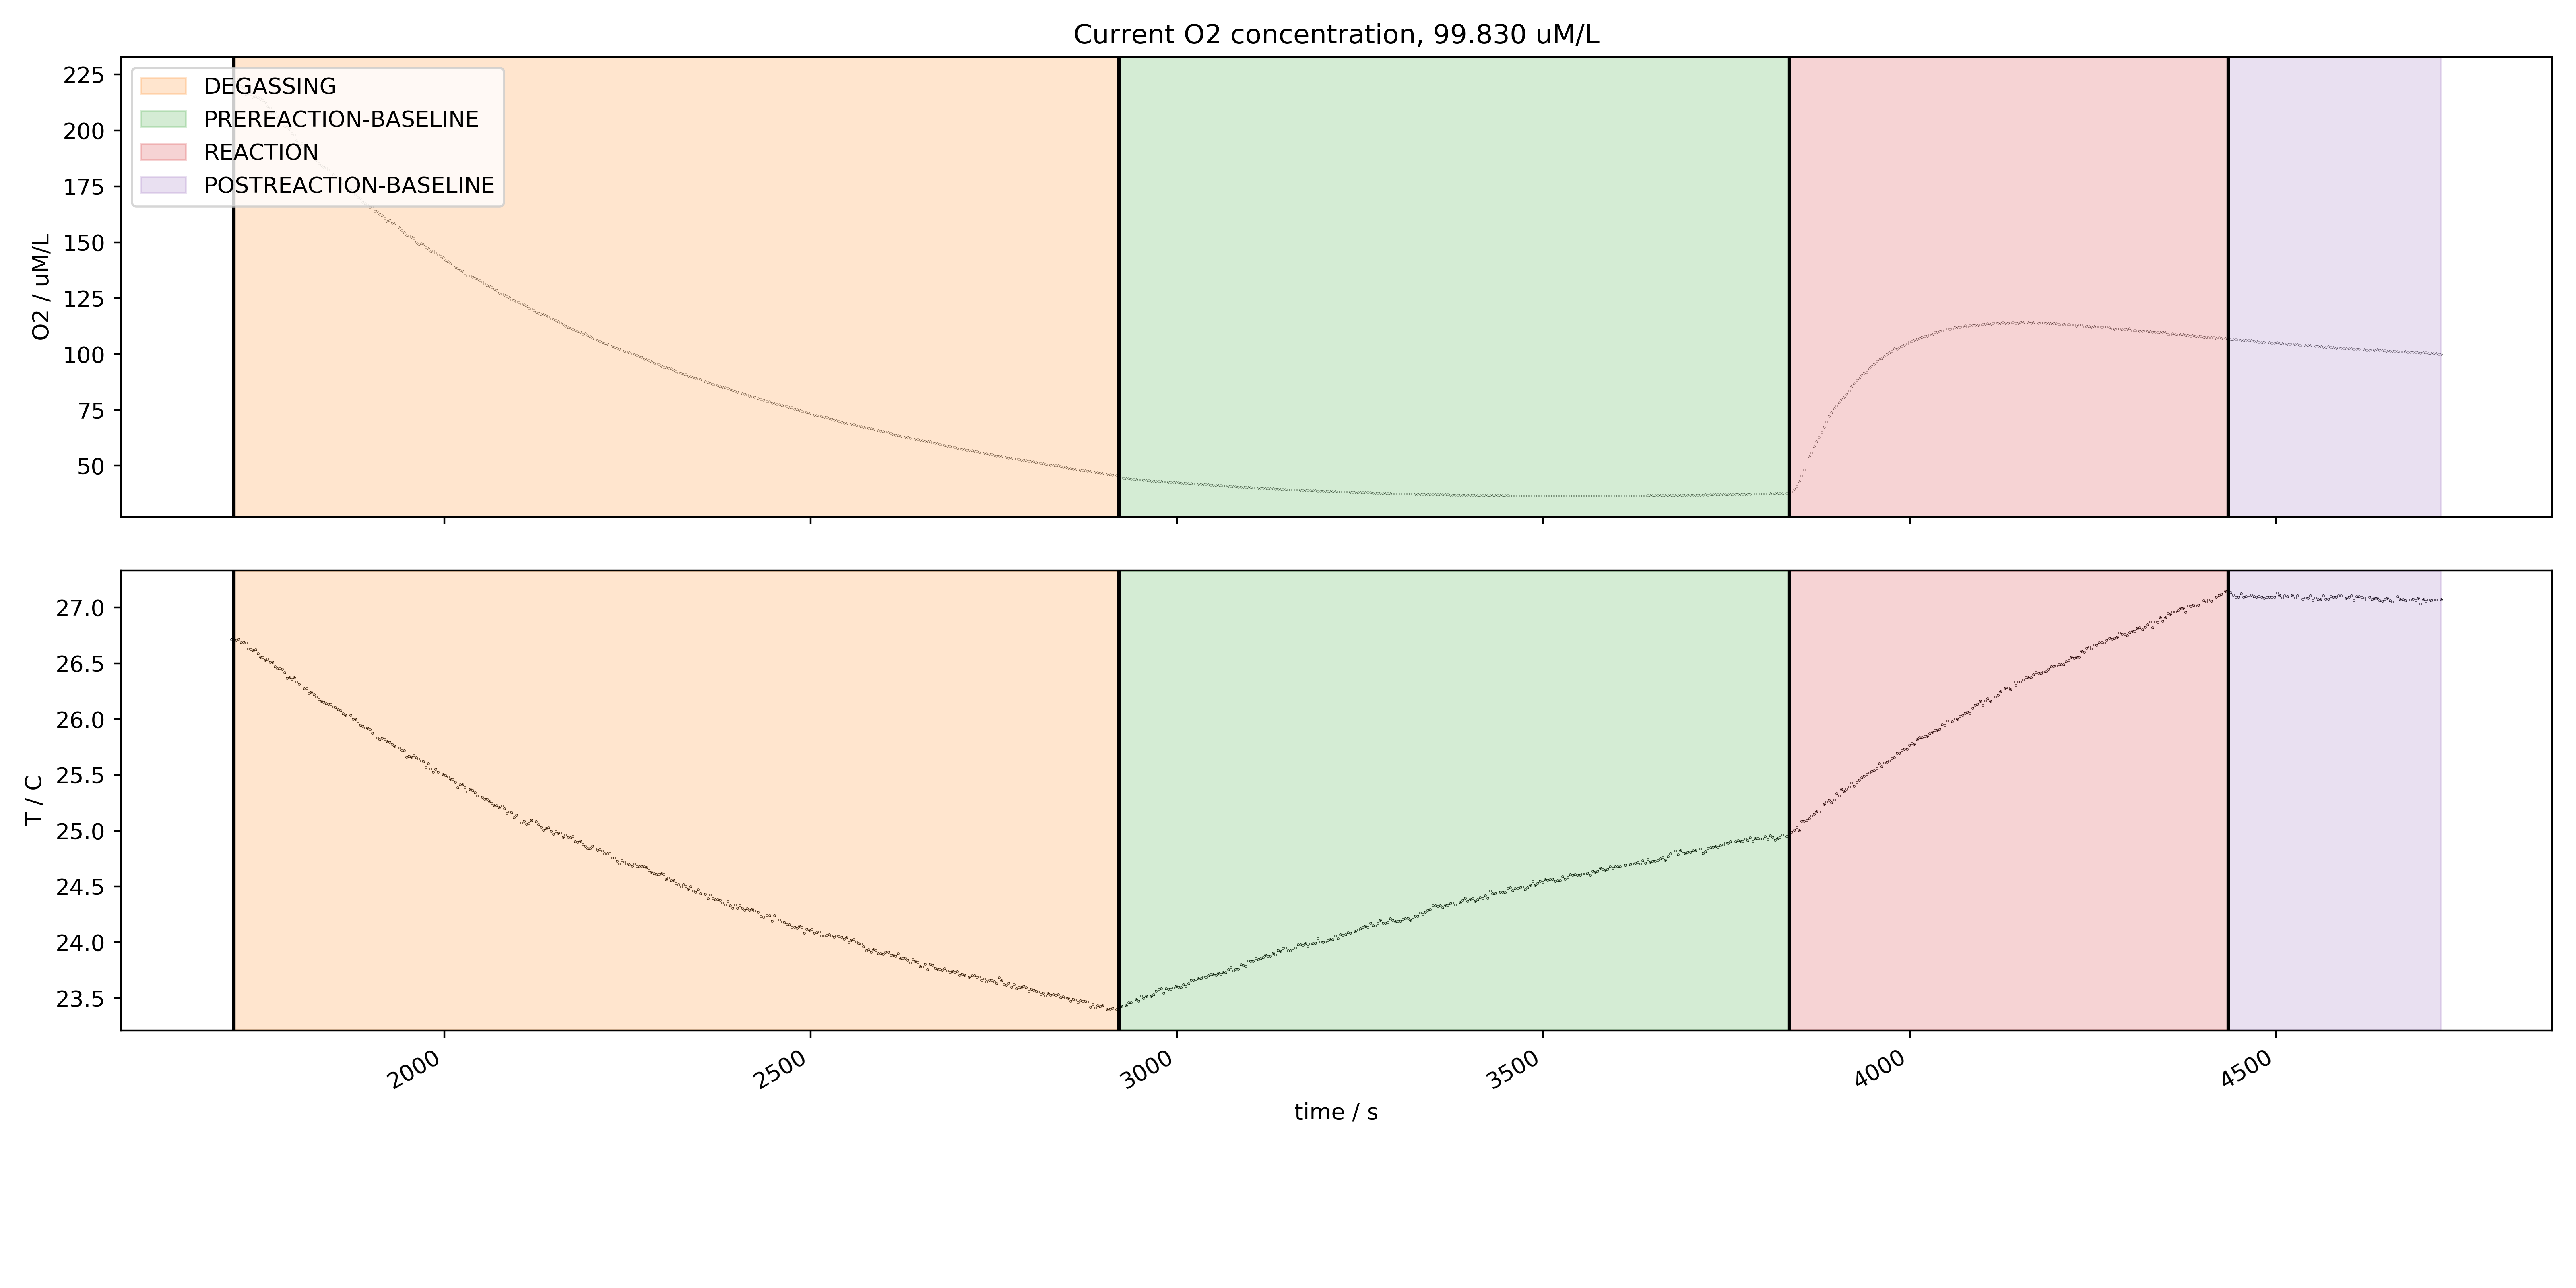 Current O2 concentration, 99.830 uM/L
DEGASSING
PREREACTION-BASELINE
REACTION
POSTREACTION-BASELINE
225
200
175
150
125
100
75
50
O2 / uM/L
27.0
26.5
26.0
25.5
25.0
24.5
24.0
23.5
T / C
2000
2500
3000
3500
4000
4500
time / s